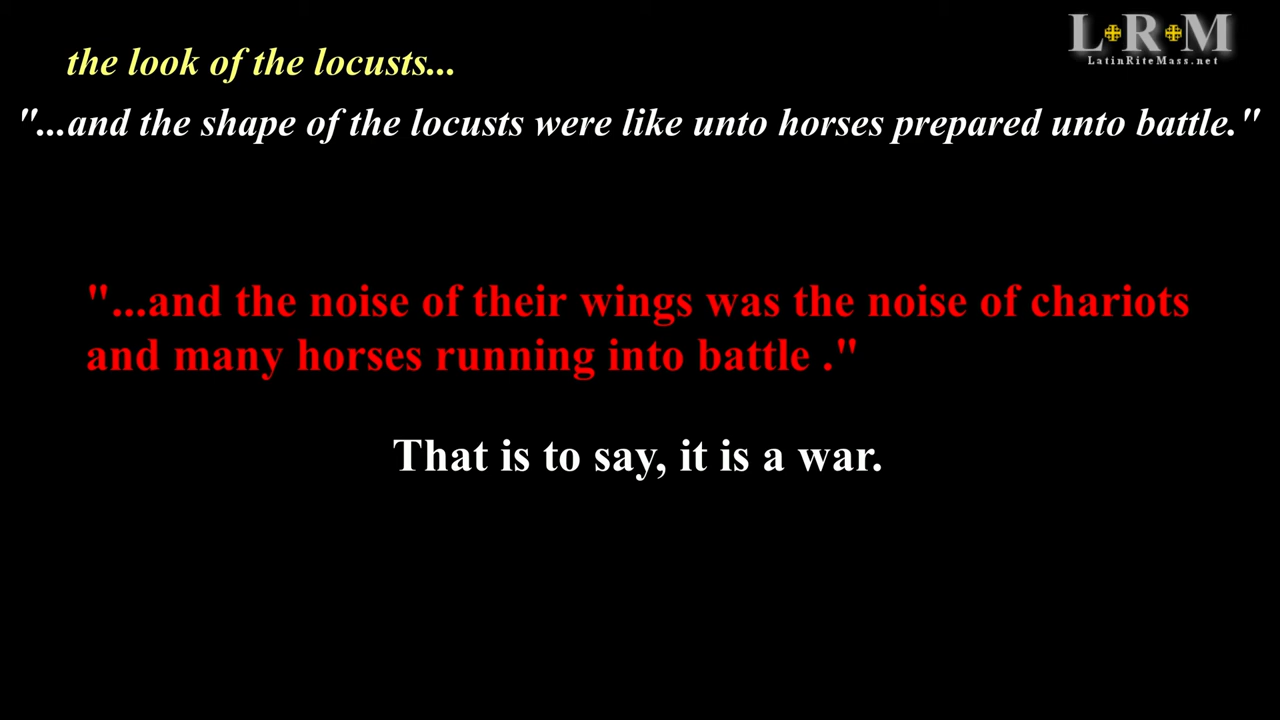 L R M
LatinRiteMass.net
the look of the locusts...
"...and the shape of the locusts were like unto horses prepared unto battle."
"...and the noise of their wings was the noise of chariots
and many horses running into battle ."
That is to say, it is a war.